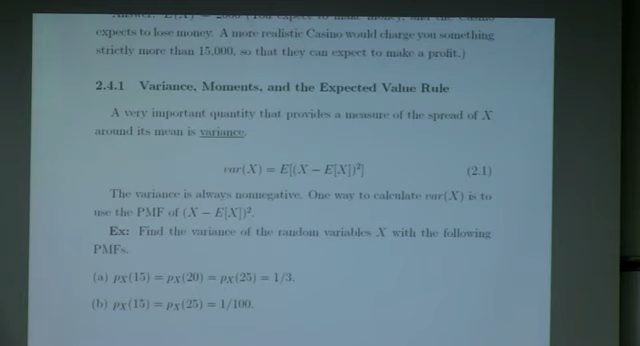 expects to lose money. A more realistic Casino would charge you something
strictly more than 15,000, so that they can expect to make a profit.)
2.4.1 Variance, Moments, and the Expected Value Rule
A very important quantity that provides a measure of the spread of X
around its mean is variance.
var(X) = E[(X − E[X])²] (2.1)
The variance is always nonnegative. One way to calculate var(X) is to
use the PMF of (X − E[X])².
Ex: Find the variance of the random variables X with the following
PMFs.
(a) pX(15) = pX(20) = pX(25) = 1/3.
(b) pX(15) = pX(25) = 1/100.